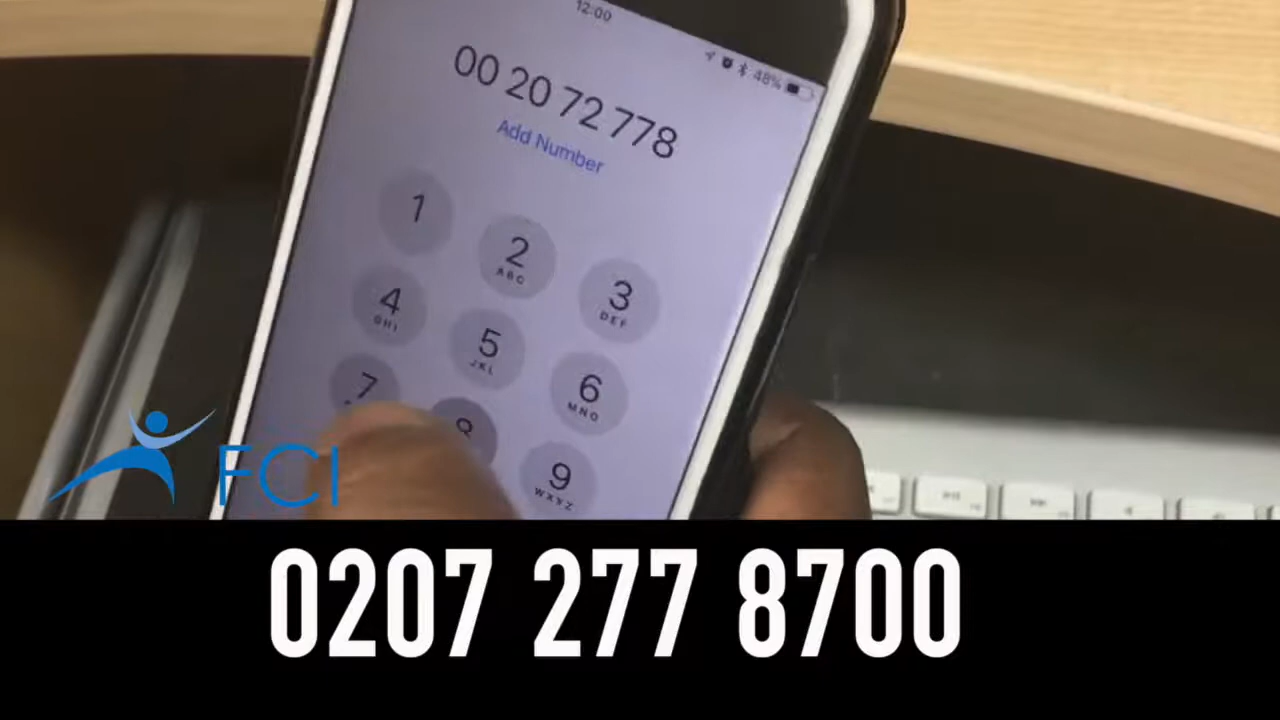 12:00
48%
00 20 72 778
Add Number
1
2
ABC
3
DEF
4
GHI
5
JKL
6
MNO
7
8
9
WXYZ
FCI
0207 277 8700